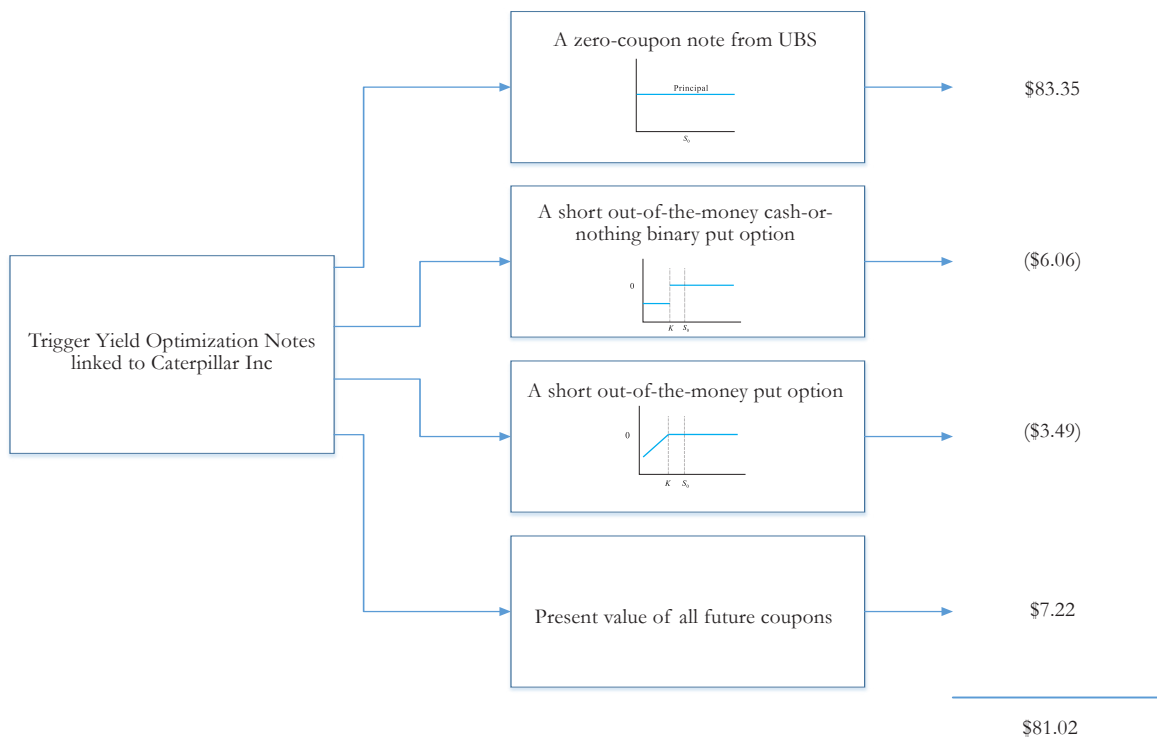 A zero-coupon note from UBS
Principal
S0
$83.35
A short out-of-the-money cash-or-
nothing binary put option
0
K
S0
($6.06)
Trigger Yield Optimization Notes
linked to Caterpillar Inc
A short out-of-the-money put option
0
K
S0
($3.49)
Present value of all future coupons
$7.22
$81.02